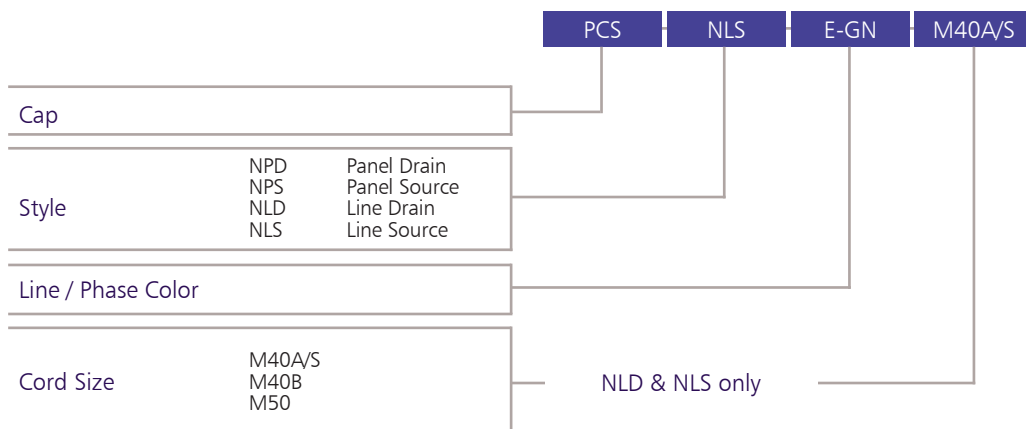 PCS NLS E-GN M40A/S
Cap
Style
NPD Panel Drain
NPS Panel Source
NLD Line Drain
NLS Line Source
Line / Phase Color
Cord Size
M40A/S
M40B
M50
NLD & NLS only